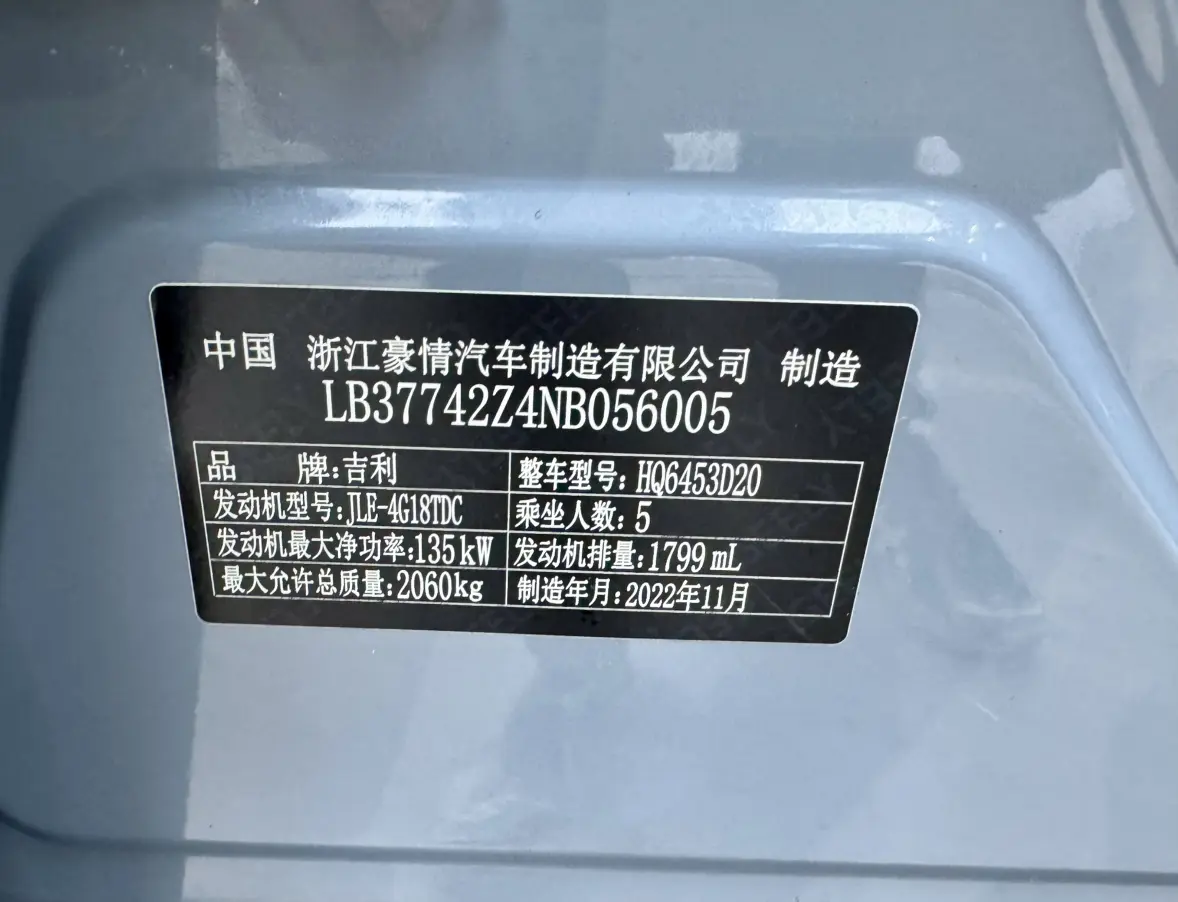 中国 浙江豪情汽车制造有限公司 制造
LB37742Z4NB056005
品 牌:吉利 整车型号:HQ6453D20
发动机型号:JLE-4G18TDC 乘坐人数:5
发动机最大净功率:135kW 发动机排量:1799mL
最大允许总质量:2060kg 制造年月:2022年11月